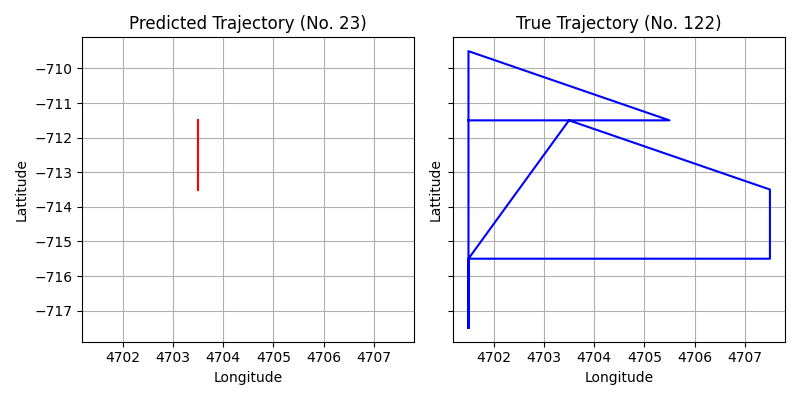 Predicted Trajectory (No. 23)
True Trajectory (No. 122)
−710
−711
−712
−713
−714
−715
−716
−717
Lattitude
Lattitude
4702 4703 4704 4705 4706 4707
4702 4703 4704 4705 4706 4707
Longitude
Longitude